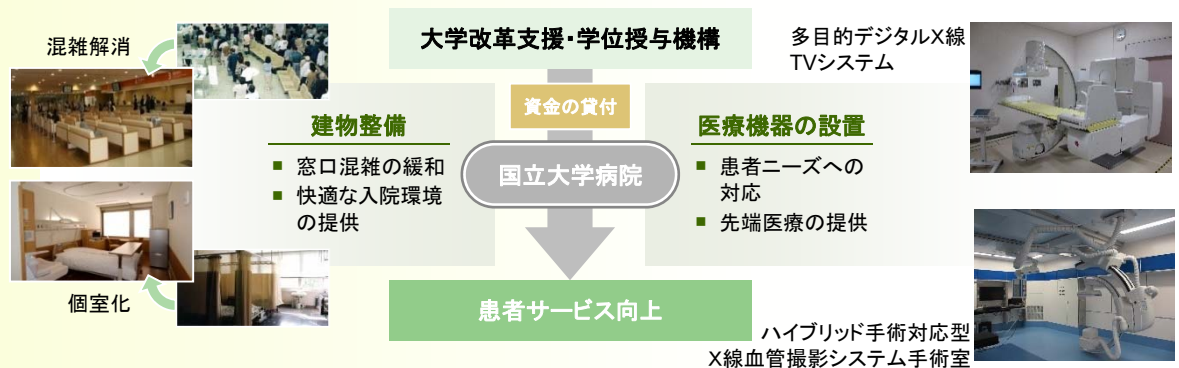 混雑解消
大学改革支援・学位授与機構
多目的デジタルX線
TVシステム
資金の貸付
建物整備
■ 窓口混雑の緩和
■ 快適な入院環境
の提供
国立大学病院
医療機器の設置
■ 患者ニーズへの
対応
■ 先端医療の提供
個室化
患者サービス向上
ハイブリッド手術対応型
X線血管撮影システム手術室